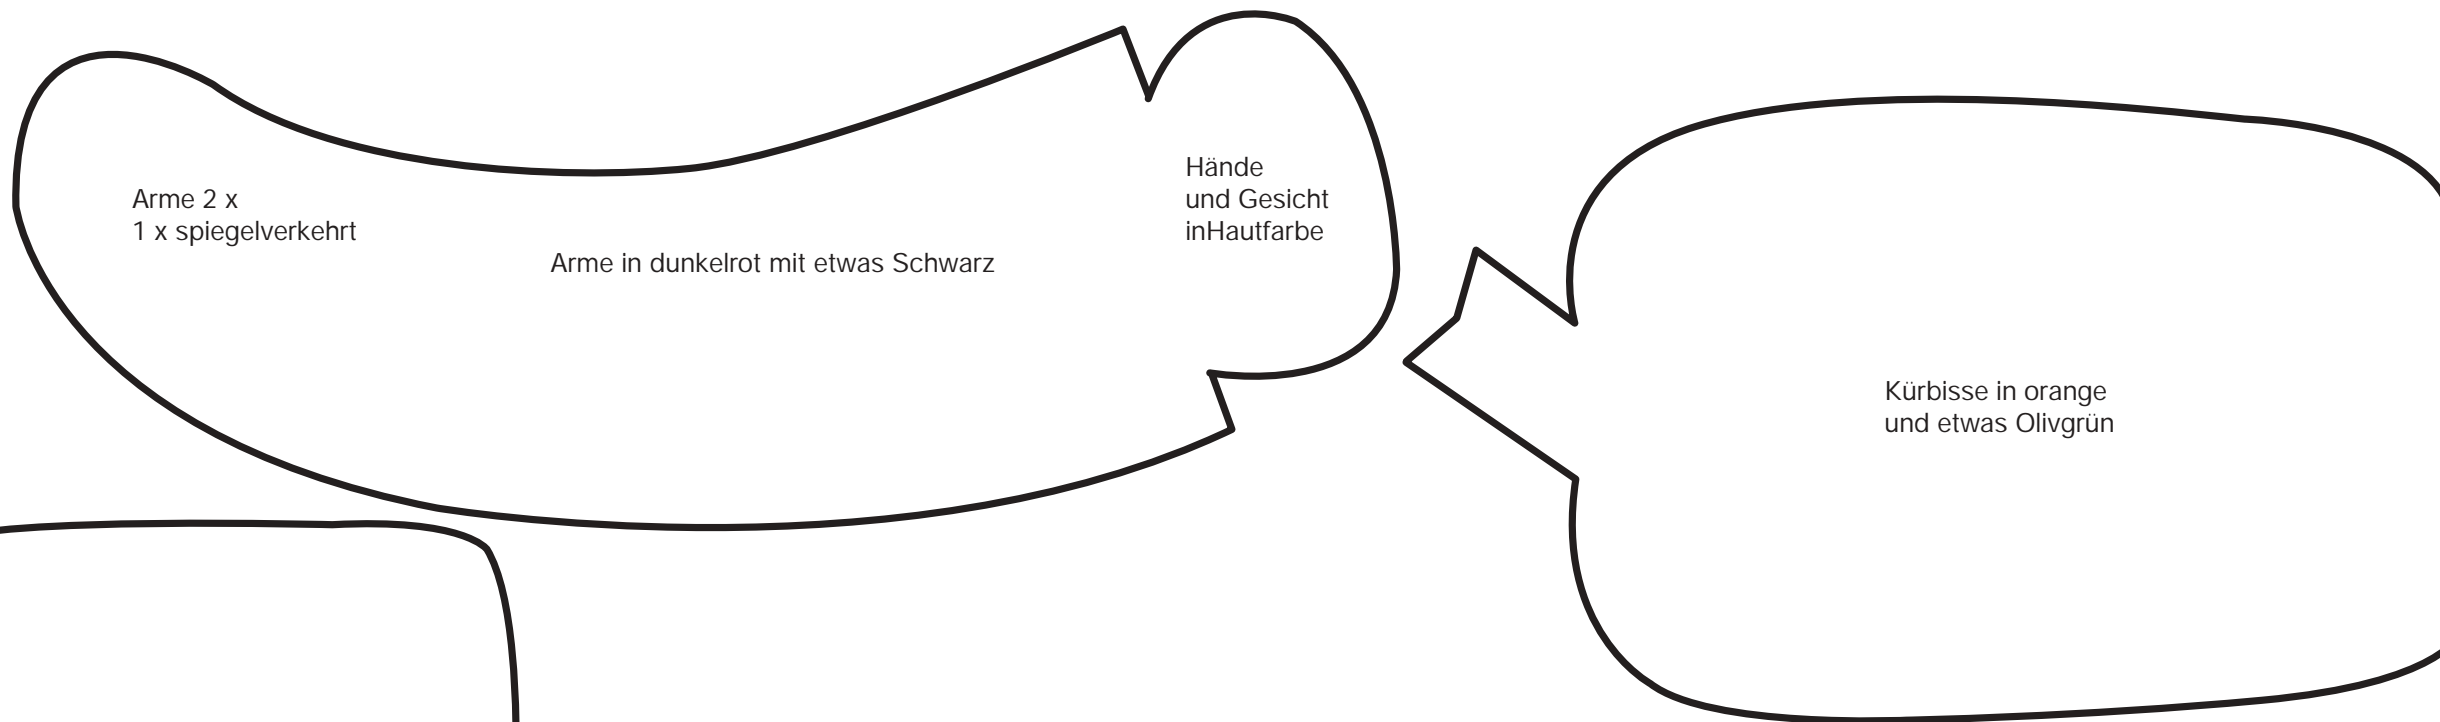 Arme 2 x
1 x spiegelverkehrt
Arme in dunkelrot mit etwas Schwarz
Hände
und Gesicht
inHautfarbe
Kürbisse in orange
und etwas Olivgrün